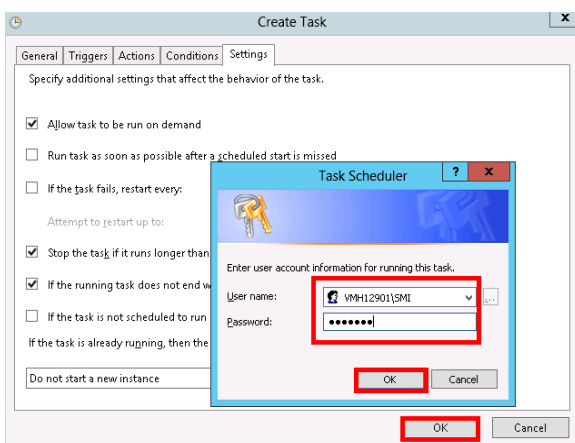 Create Task
x
General Triggers Actions Conditions Settings
Specify additional settings that affect the behavior of the task.
Allow task to be run on demand
Run task as soon as possible after a scheduled start is missed
If the task fails, restart every:
Attempt to restart up to:
Stop the task if it runs longer than
If the running task does not end w
If the task is not scheduled to run
If the task is already running, then the
Do not start a new instance
OK Cancel
Task Scheduler
? x
Enter user account information for running this task.
User name: VMH12901\SMI ...
Password: •••••••
OK Cancel